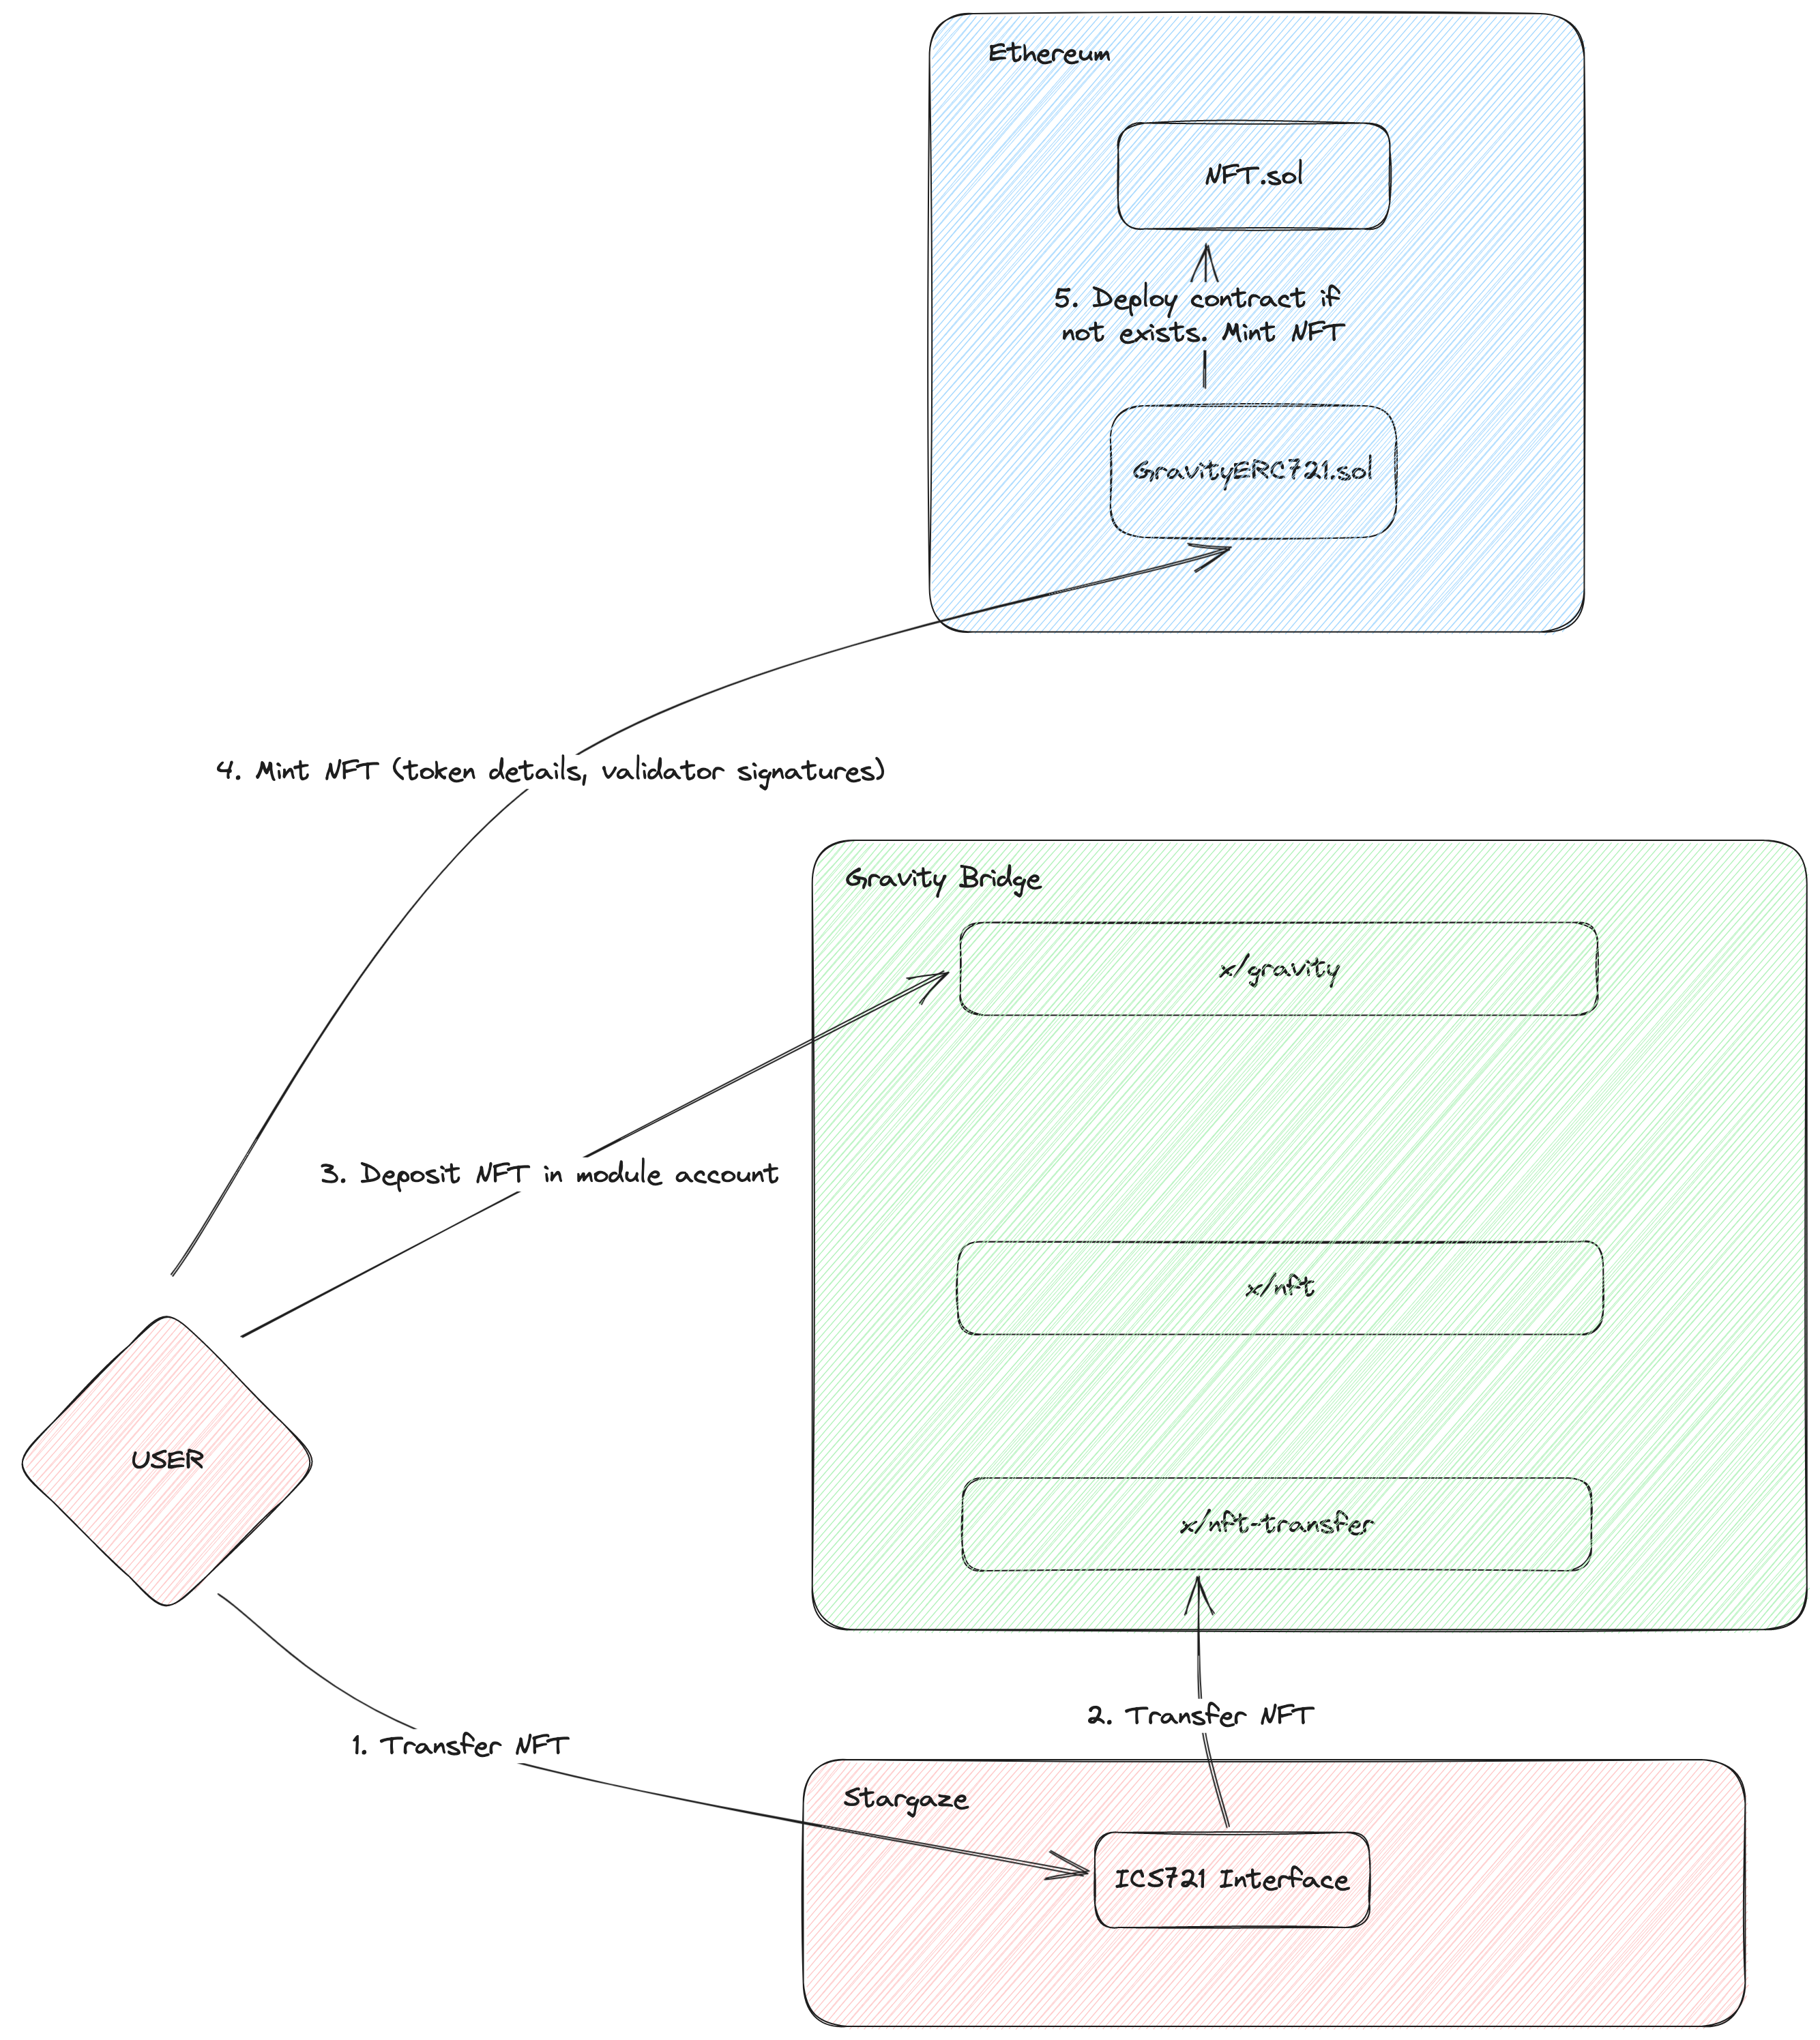 Ethereum
NFT.sol
5. Deploy contract if
not exists. Mint NFT
GravityERC721.sol
4. Mint NFT (token details, validator signatures)
Gravity Bridge
x/gravity
3. Deposit NFT in module account
x/nft
USER
x/nft-transfer
2. Transfer NFT
1. Transfer NFT
Stargaze
ICS721 Interface